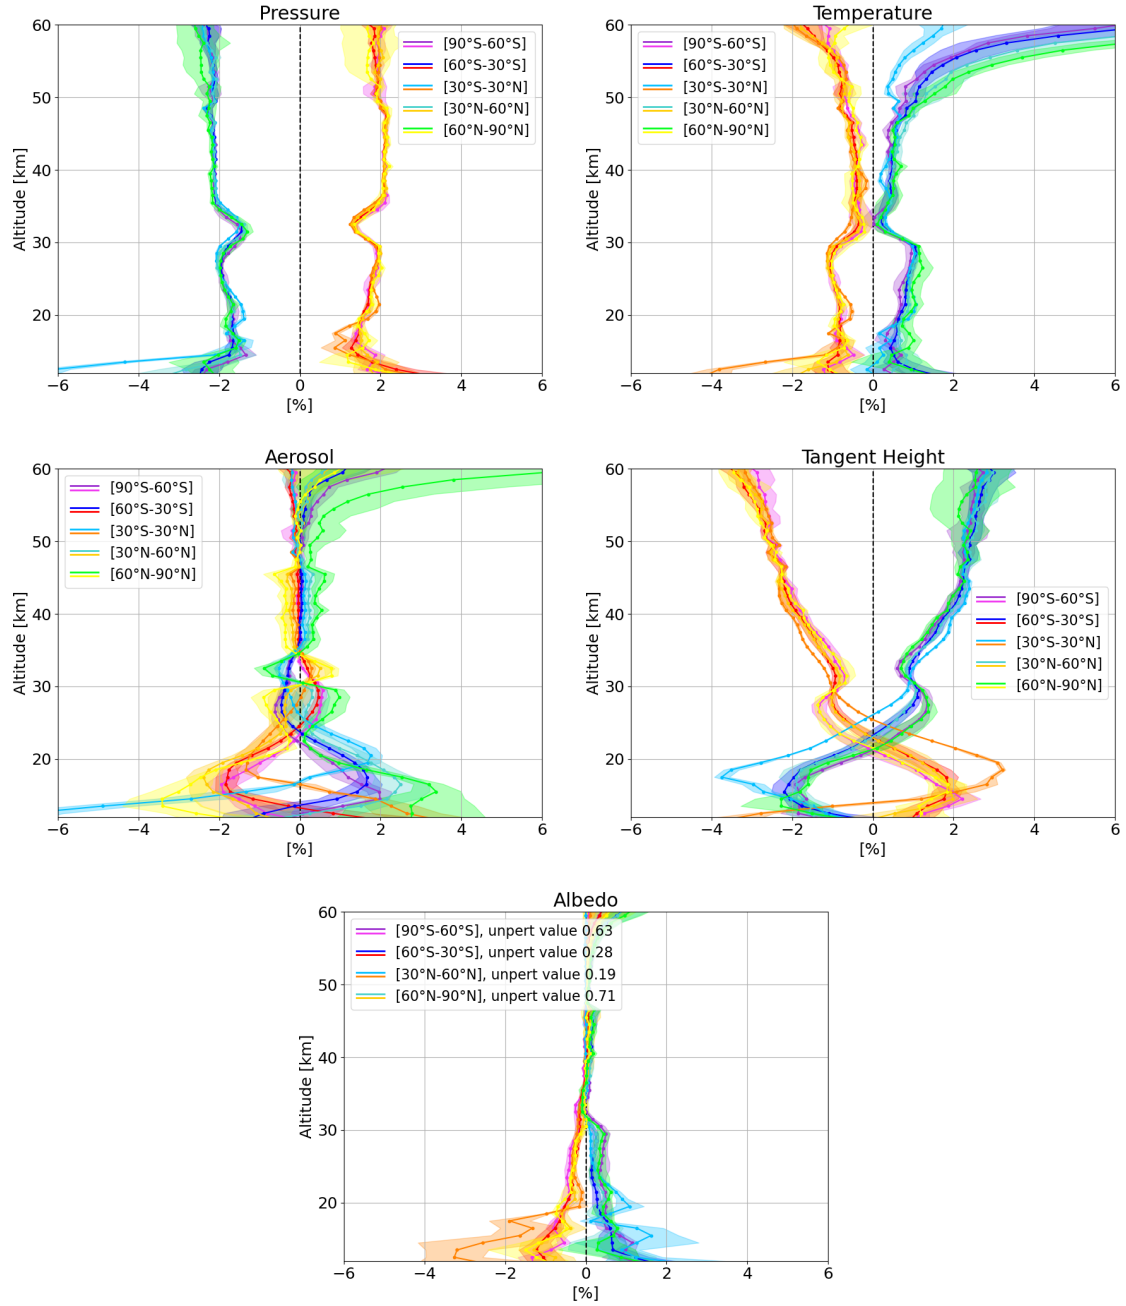 Pressure
60
50
40
30
20
Altitude [km]
[90°S-60°S]
[60°S-30°S]
[30°S-30°N]
[30°N-60°N]
[60°N-90°N]
−6 −4 −2 0 2 4 6
[%]
Temperature
60
50
40
30
20
Altitude [km]
[90°S-60°S]
[60°S-30°S]
[30°S-30°N]
[30°N-60°N]
[60°N-90°N]
−6 −4 −2 0 2 4 6
[%]
Aerosol
60
50
40
30
20
Altitude [km]
[90°S-60°S]
[60°S-30°S]
[30°S-30°N]
[30°N-60°N]
[60°N-90°N]
−6 −4 −2 0 2 4 6
[%]
Tangent Height
60
50
40
30
20
Altitude [km]
[90°S-60°S]
[60°S-30°S]
[30°S-30°N]
[30°N-60°N]
[60°N-90°N]
−6 −4 −2 0 2 4 6
[%]
Albedo
60
50
40
30
20
Altitude [km]
[90°S-60°S], unpert value 0.63
[60°S-30°S], unpert value 0.28
[30°N-60°N], unpert value 0.19
[60°N-90°N], unpert value 0.71
−6 −4 −2 0 2 4 6
[%]